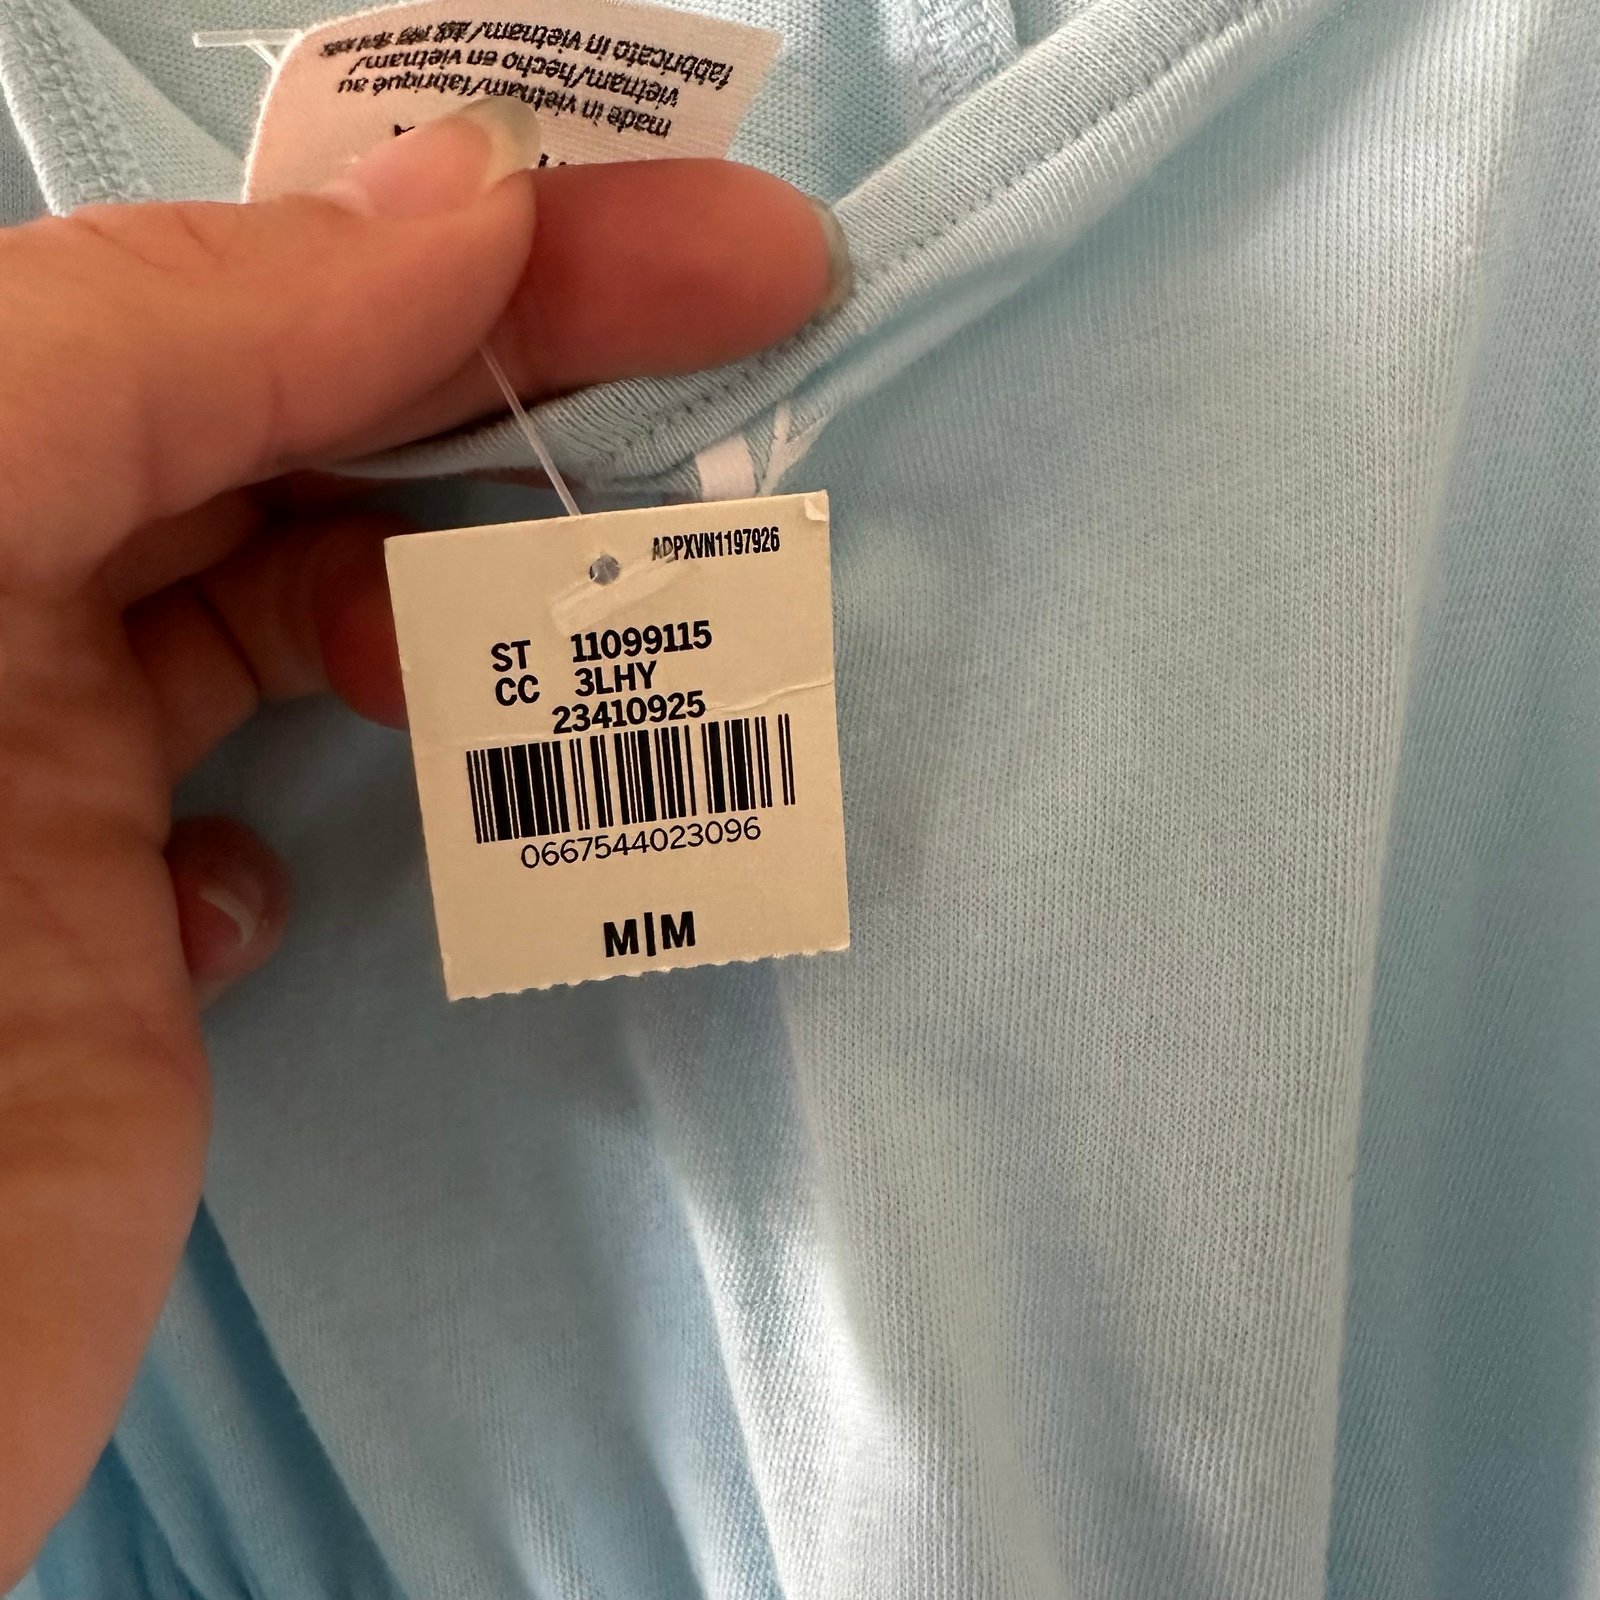 made in vietnam/fabriqué au
vietnam/hecho en vietnam/
fabbricato in vietnam/
ADPXVN1197926
ST 11099115
CC 3LHY
23410925
0667544023096
M|M